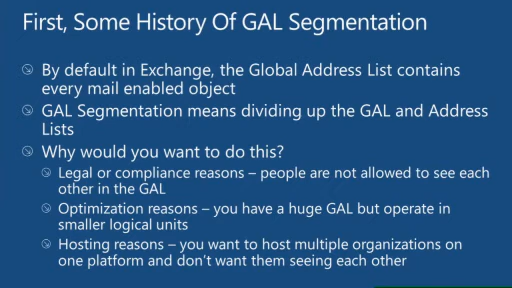 First, Some History Of GAL Segmentation
By default in Exchange, the Global Address List contains
every mail enabled object
GAL Segmentation means dividing up the GAL and Address
Lists
Why would you want to do this?
Legal or compliance reasons – people are not allowed to see each
other in the GAL
Optimization reasons – you have a huge GAL but operate in
smaller logical units
Hosting reasons – you want to host multiple organizations on
one platform and don't want them seeing each other